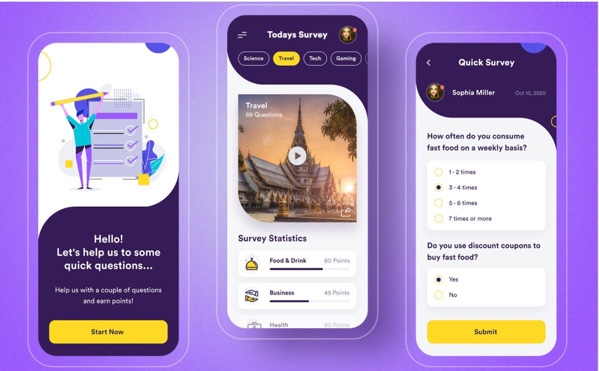 Hello!
Let's help us to some
quick questions...
Help us with a couple of questions
and earn points!
Start Now
Todays Survey
Science
Travel
Tech
Gaming
Travel
69 Questions
Survey Statistics
Food & Drink 60 Points
Business 45 Points
Health 80 Points
Quick Survey
Sophia Miller Oct 10, 2020
How often do you consume
fast food on a weekly basis?
1 - 2 times
3 - 4 times
5 - 6 times
7 times or more
Do you use discount coupons to
buy fast food?
Yes
No
Submit